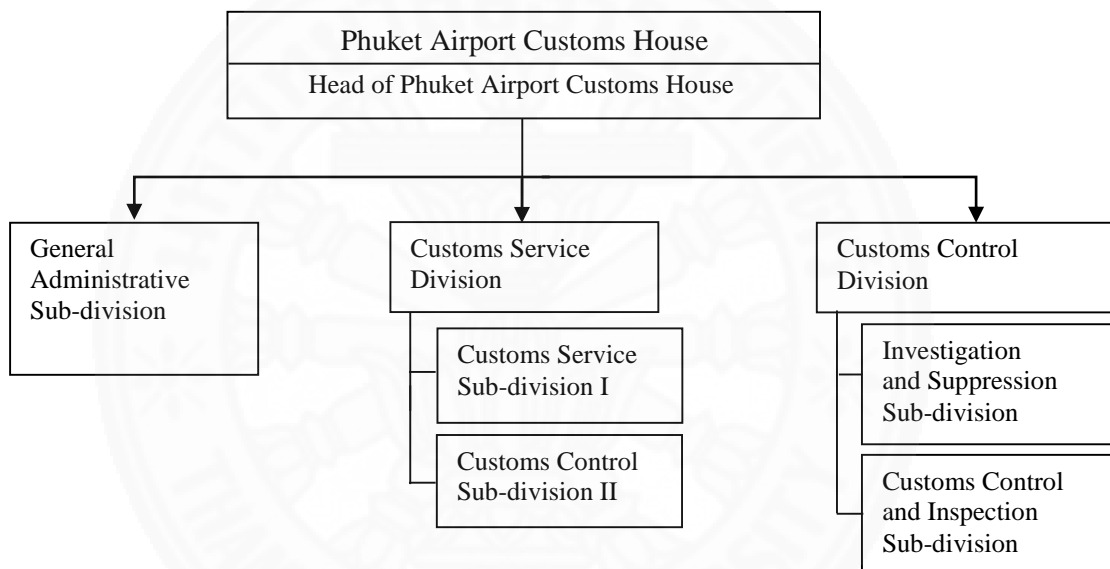 Phuket Airport Customs House
Head of Phuket Airport Customs House
General
Administrative
Sub-division
Customs Service
Division
Customs Service
Sub-division I
Customs Control
Sub-division II
Customs Control
Division
Investigation
and Suppression
Sub-division
Customs Control
and Inspection
Sub-division